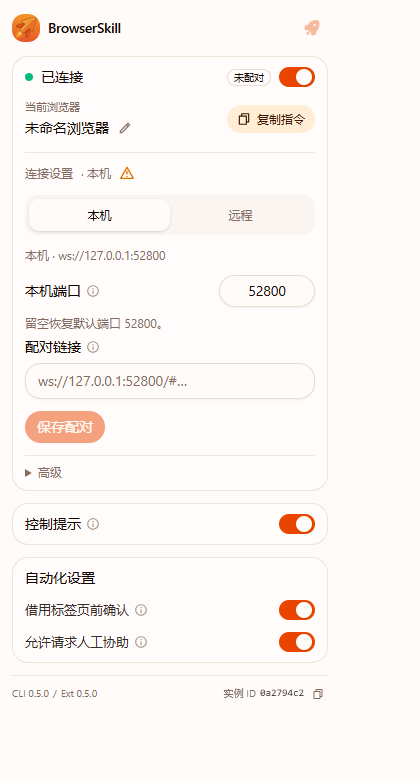 BrowserSkill
已连接
未配对
当前浏览器
未命名浏览器
复制指令
连接设置 · 本机
本机
远程
本机 · ws://127.0.0.1:52800
本机端口
52800
留空恢复默认端口 52800。
配对链接
ws://127.0.0.1:52800/#...
保存配对
高级
控制提示
自动化设置
借用标签页前确认
允许请求人工协助
CLI 0.5.0 / Ext 0.5.0
实例 ID 0a2794c2